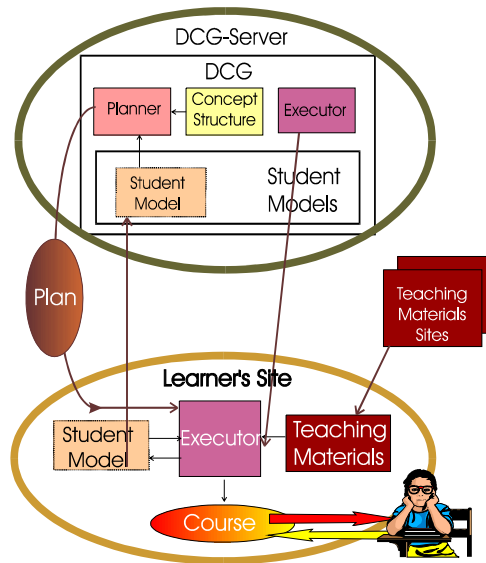 DCG-Server
DCG
Planner
Concept
Structure
Executor
Student
Model
Student
Models
Plan
Teaching
Materials
Sites
Learner's Site
Student
Model
Executor
Teaching
Materials
Course